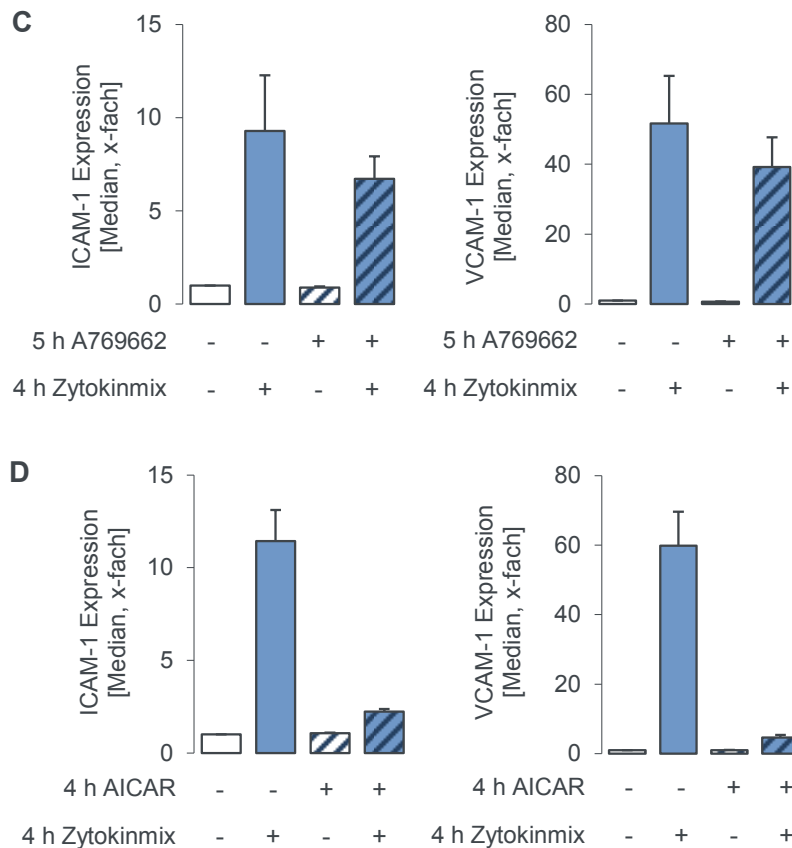 C
ICAM-1 Expression
[Median, x-fach]
15
10
5
0
5 h A769662 - - + +
4 h Zytokinmix - + - +
VCAM-1 Expression
[Median, x-fach]
80
60
40
20
0
5 h A769662 - - + +
4 h Zytokinmix - + - +
D
ICAM-1 Expression
[Median, x-fach]
15
10
5
0
4 h AICAR - - + +
4 h Zytokinmix - + - +
VCAM-1 Expression
[Median, x-fach]
80
60
40
20
0
4 h AICAR - - + +
4 h Zytokinmix - + - +